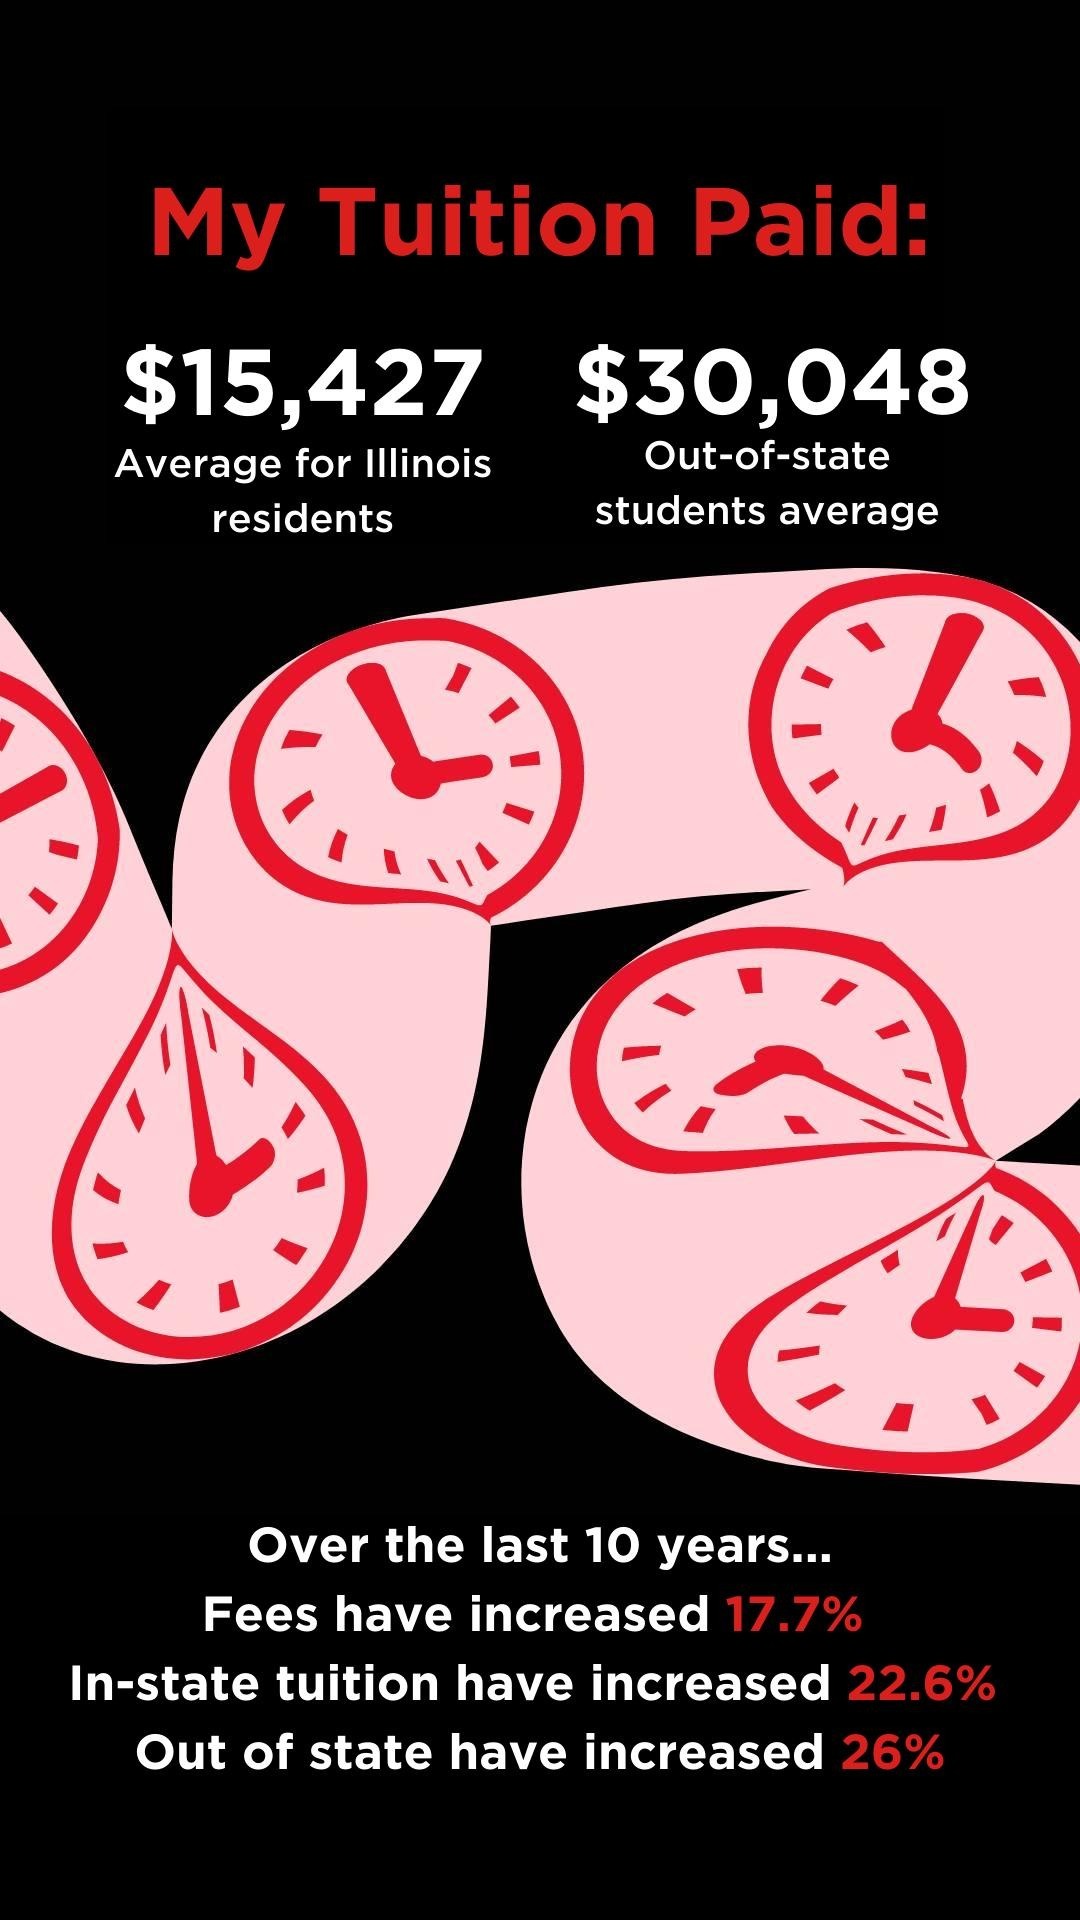 My Tuition Paid:
$15,427
Average for Illinois
residents
$30,048
Out-of-state
students average
Over the last 10 years...
Fees have increased 17.7%
In-state tuition have increased 22.6%
Out of state have increased 26%